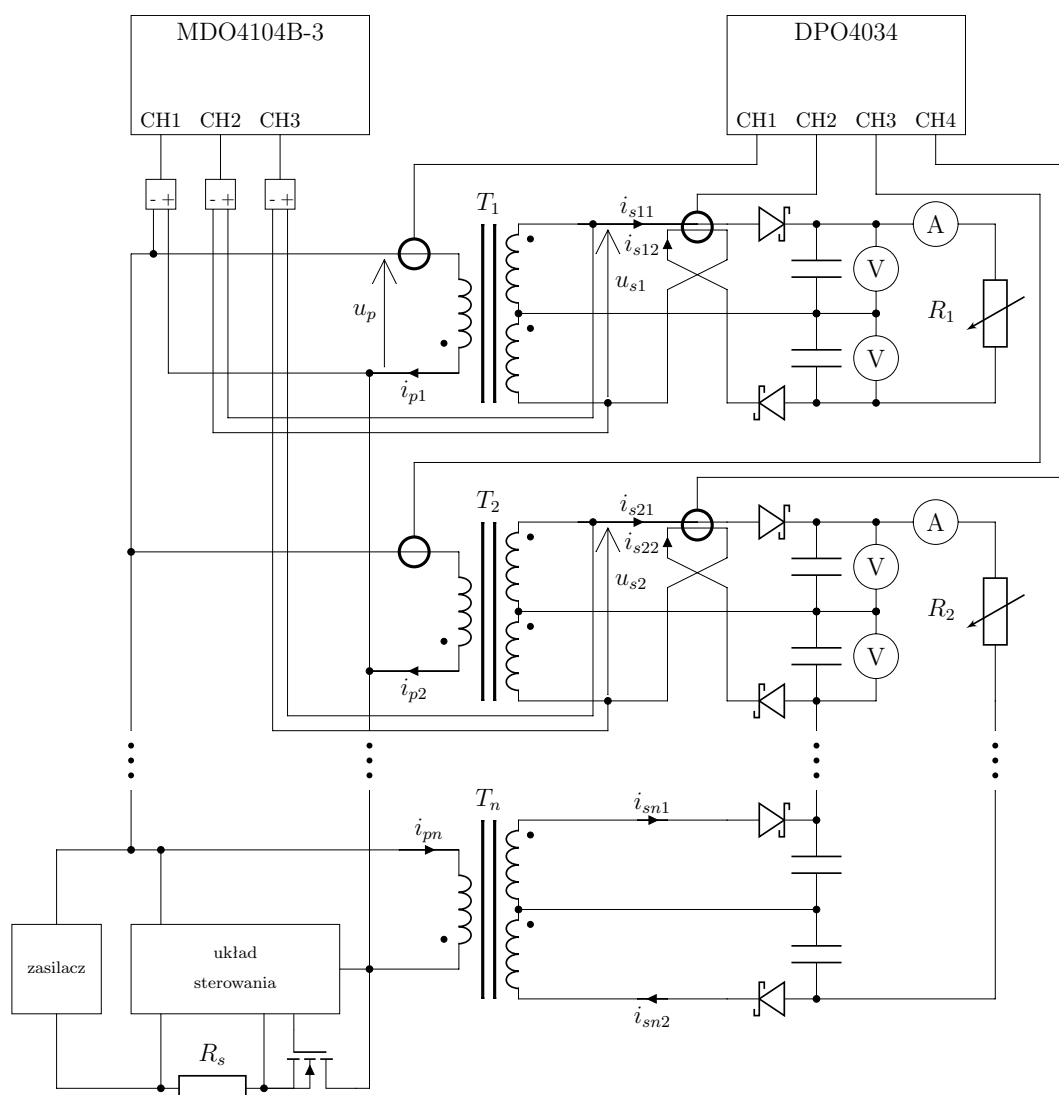 MDO4104B-3
DPO4034
CH1 CH2 CH3
CH1 CH2 CH3 CH4
- + - + - +
T1
is11
is12
A
up
us1
V
R1
V
ip1
T2
is21
is22
A
us2
V
R2
V
ip2
Tn
ipn
isn1
zasilacz
układ
sterowania
isn2
Rs